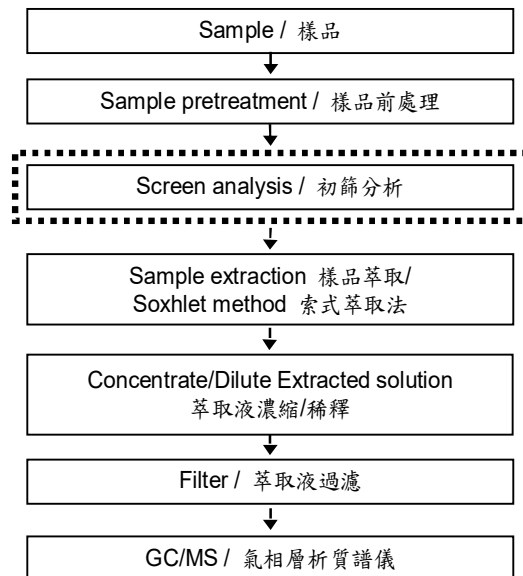 Sample / 樣品
Sample pretreatment / 樣品前處理
Screen analysis / 初篩分析
Sample extraction 樣品萃取/
Soxhlet method 索式萃取法
Concentrate/Dilute Extracted solution
萃取液濃縮/稀釋
Filter / 萃取液過濾
GC/MS / 氣相層析質譜儀